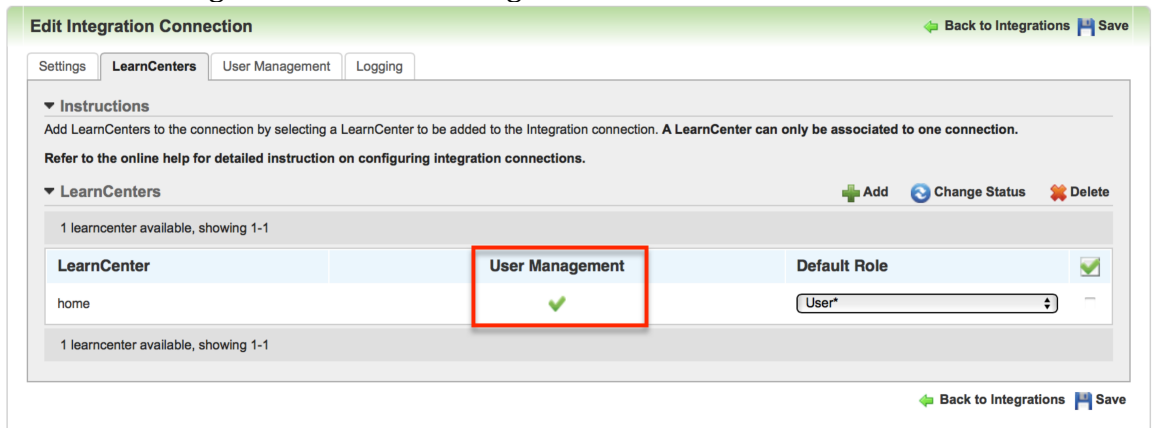 Edit Integration Connection Back to Integrations Save
Settings LearnCenters User Management Logging
Instructions
Add LearnCenters to the connection by selecting a LearnCenter to be added to the Integration connection. A LearnCenter can only be associated to one connection.
Refer to the online help for detailed instruction on configuring integration connections.
LearnCenters Add Change Status Delete
1 learncenter available, showing 1-1
LearnCenter User Management Default Role
home User*
1 learncenter available, showing 1-1
Back to Integrations Save